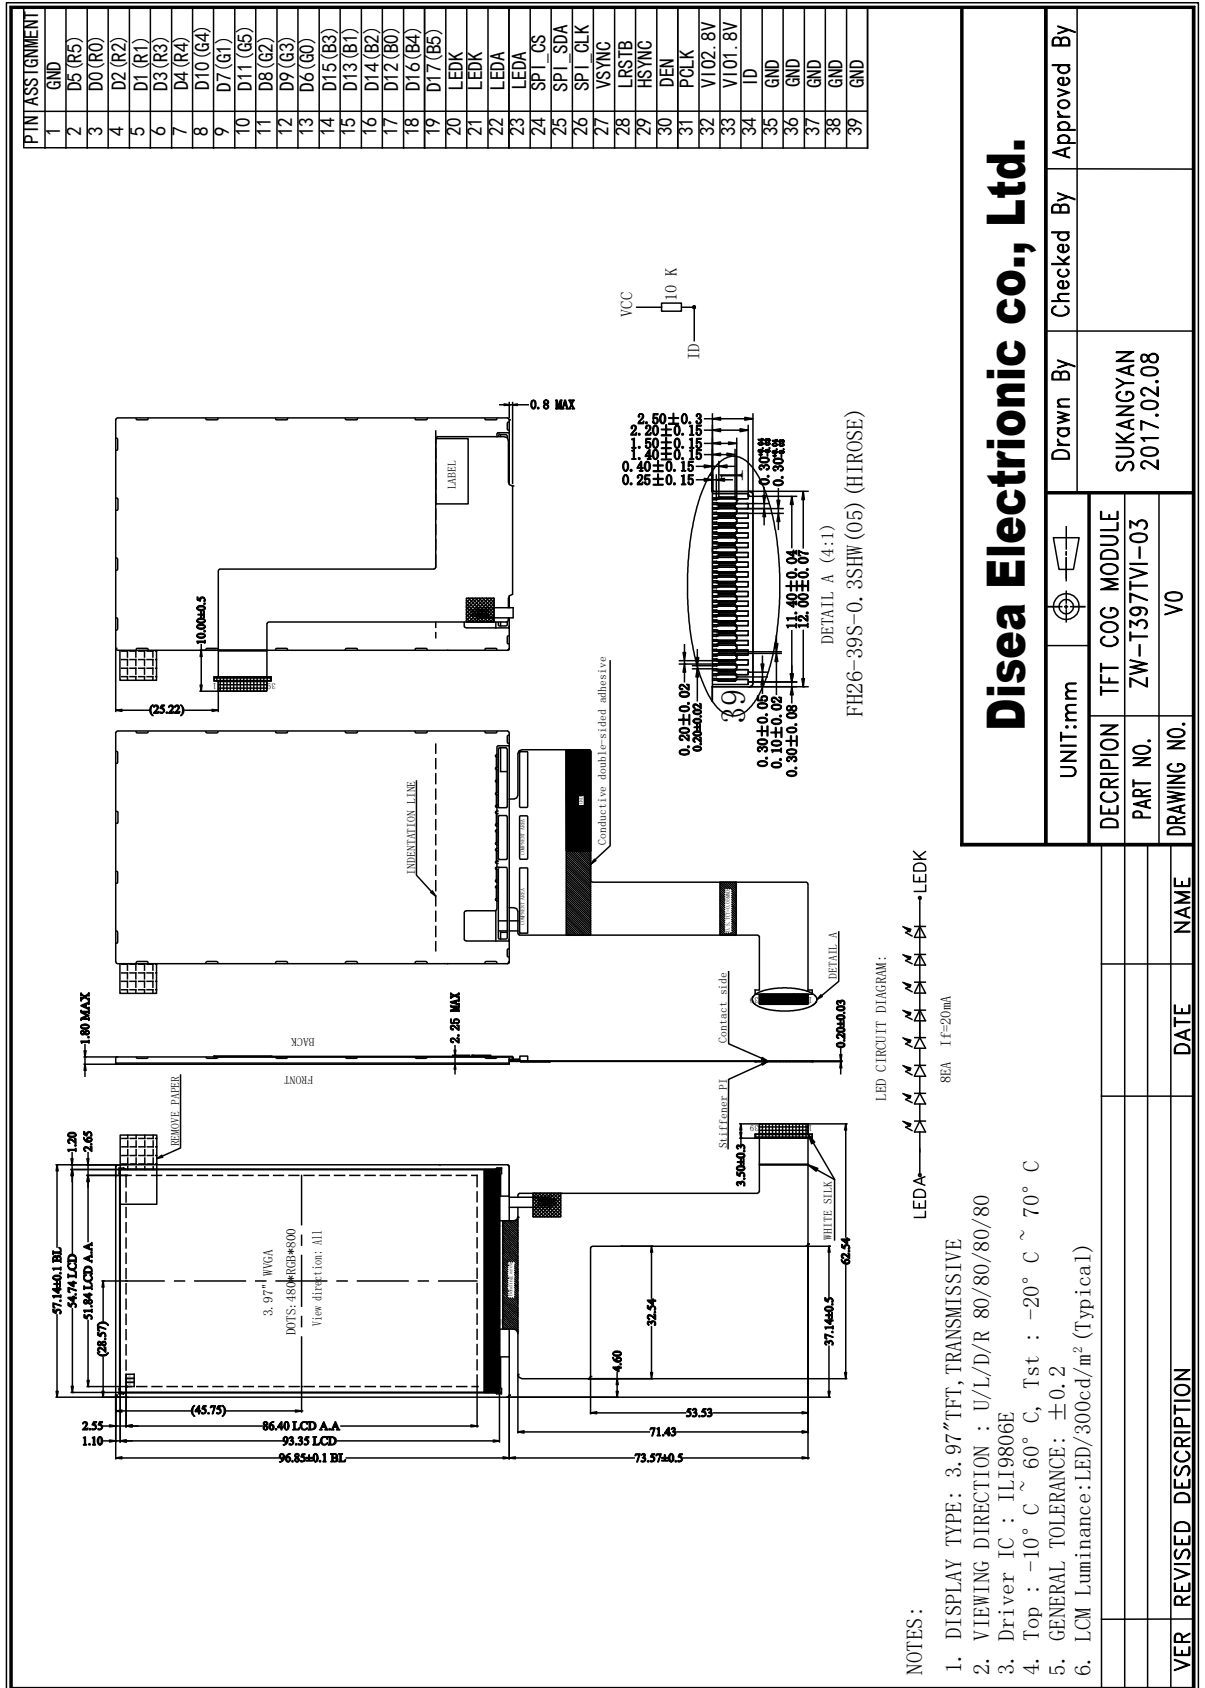 PIN ASSIGNMENT
1 GND
2 D5(R5)
3 D0(R0)
4 D2(R2)
5 D1(R1)
6 D3(R3)
7 D4(R4)
8 D10(G4)
9 D7(G1)
10 D11(G5)
11 D8(G2)
12 D9(G3)
13 D6(G0)
14 D15(B3)
15 D13(B1)
16 D14(B2)
17 D12(B0)
18 D16(B4)
19 D17(B5)
20 LEDK
21 LEDK
22 LEDA
23 LEDA
24 SPI_CS
25 SPI_SDA
26 SPI_CLK
27 VSYNC
28 LRSTB
29 HSYNC
30 DEN
31 PCLK
32 VIO2.8V
33 VIO1.8V
34 ID
35 GND
36 GND
37 GND
38 GND
39 GND
57.14±0.1 BL
54.74 LCD
51.84 LCD A.A
(28.57)
1.20
2.65
REMOVE PAPER
3.97" WVGA
DOTS:480*RGB*800
View direction: All
(45.75)
2.55
86.40 LCD A.A
1.10
93.35 LCD
96.85±0.1 BL
4.60
32.54
37.14±0.5
62.54
53.53
71.43
73.57±0.5
WHITE SILK
3.50±0.3
39
1.80 MAX
FRONT
BACK
2.25 MAX
Stiffener PI
Contact side
0.20±0.03
INDENTATION LINE
COMPONENT AREA
COMPONENT AREA
Conductive double-sided adhesive
DETAIL A
(25.22)
10.00±0.5
39
1
LABEL
0.8 MAX
VCC
10 K
ID
2.50±0.3
2.20±0.15
1.50±0.15
1.40±0.15
0.40±0.15
0.25±0.15
1
39
0.20±0.02
0.20±0.02
0.30±0.05
0.10±0.02
0.30±0.08
11.40±0.04
12.00±0.07
DETAIL A (4:1)
FH26-39S-0.3SHW(05)(HIROSE)
LED CIRCUIT DIAGRAM:
LEDA
LEDK
8EA If=20mA
NOTES:
1. DISPLAY TYPE: 3.97"TFT,TRANSMISSIVE
2. VIEWING DIRECTION : U/L/D/R 80/80/80/80
3. Driver IC : ILI9806E
4. Top : -10° C ~ 60° C, Tst : -20° C ~ 70° C
5. GENERAL TOLERANCE: ±0.2
6. LCM Luminance:LED/300cd/m²(Typical)
VER REVISED DESCRIPTION DATE NAME
Disea Electrionic co., Ltd.
UNIT:mm Drawn By Checked By Approved By
DECRIPION TFT COG MODULE SUKANGYAN
PART NO. ZW-T397TVI-03 2017.02.08
DRAWING NO. V0